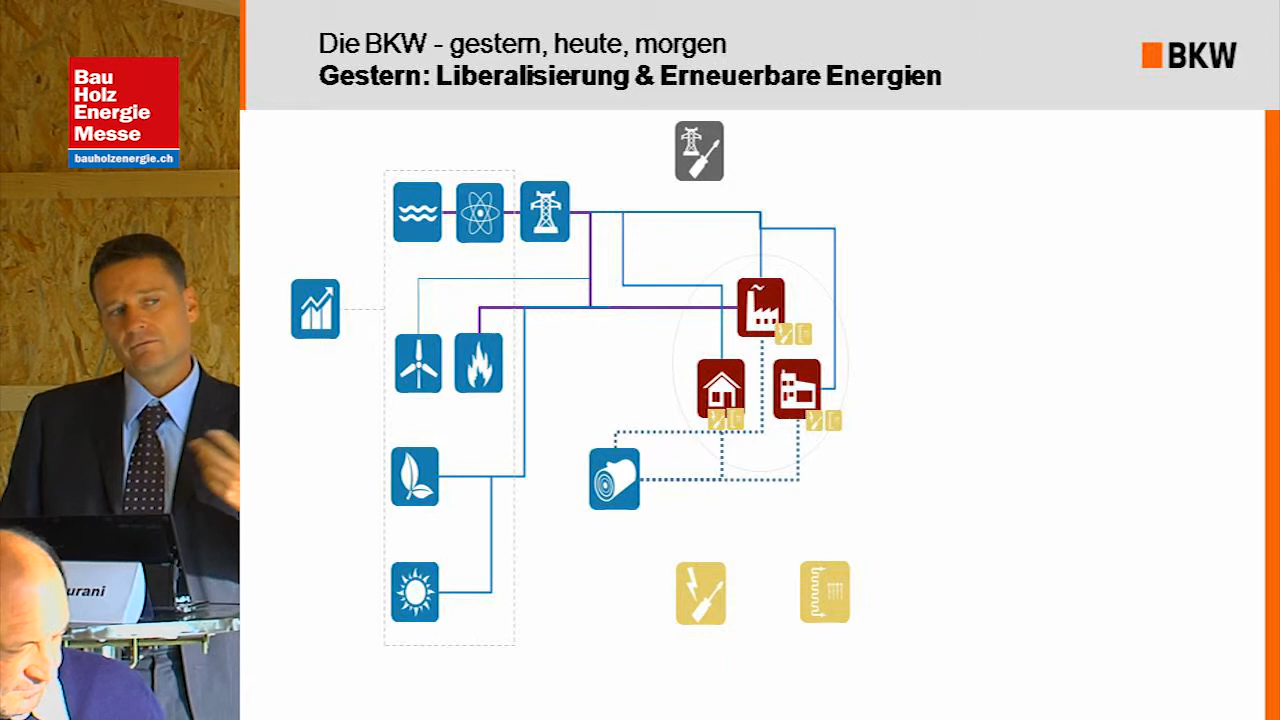 Die BKW - gestern, heute, morgen
Gestern: Liberalisierung & Erneuerbare Energien
BKW
Bau
Holz
Energie
Messe
bauholzenergie.ch
urani